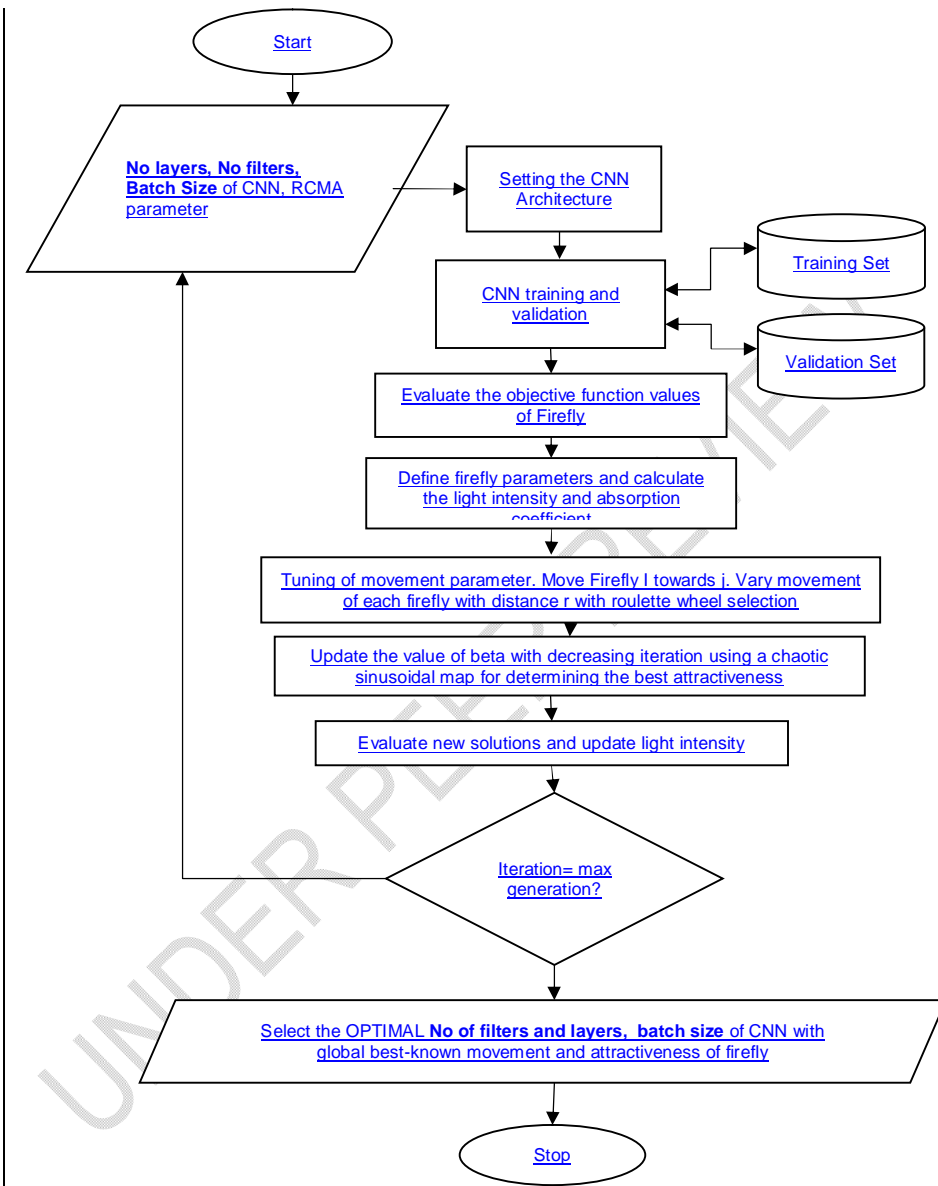 Start
No layers, No filters,
Batch Size of CNN, RCMA
parameter
Setting the CNN
Architecture
CNN training and
validation
Training Set
Validation Set
Evaluate the objective function values
of Firefly
Define firefly parameters and calculate
the light intensity and absorption
coefficient
Tuning of movement parameter. Move Firefly I towards j. Vary movement
of each firefly with distance r with roulette wheel selection
Update the value of beta with decreasing iteration using a chaotic
sinusoidal map for determining the best attractiveness
Evaluate new solutions and update light intensity
Iteration= max
generation?
Select the OPTIMAL No of filters and layers, batch size of CNN with
global best-known movement and attractiveness of firefly
Stop
UNDER PEER REVIEW